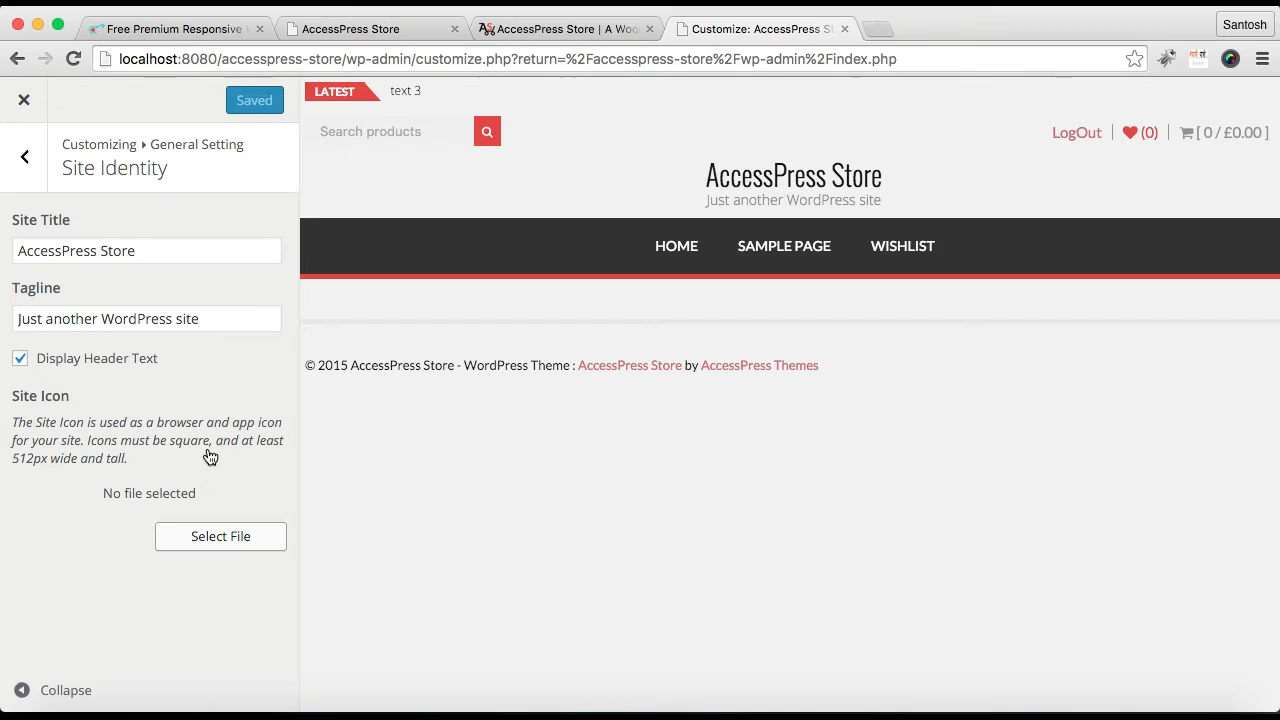 Free Premium Responsive
AccessPress Store
AccessPress Store | A Woo
Customize: AccessPress S
Santosh
localhost:8080/accesspress-store/wp-admin/customize.php?return=%2Faccesspress-store%2Fwp-admin%2Findex.php
Saved
LATEST text 3
Search products
LogOut (0) [ 0 / £0.00 ]
Customizing General Setting
Site Identity
AccessPress Store
Just another WordPress site
Site Title
AccessPress Store
HOME SAMPLE PAGE WISHLIST
Tagline
Just another WordPress site
Display Header Text
© 2015 AccessPress Store - WordPress Theme : AccessPress Store by AccessPress Themes
Site Icon
The Site Icon is used as a browser and app icon
for your site. Icons must be square, and at least
512px wide and tall.
No file selected
Select File
Collapse